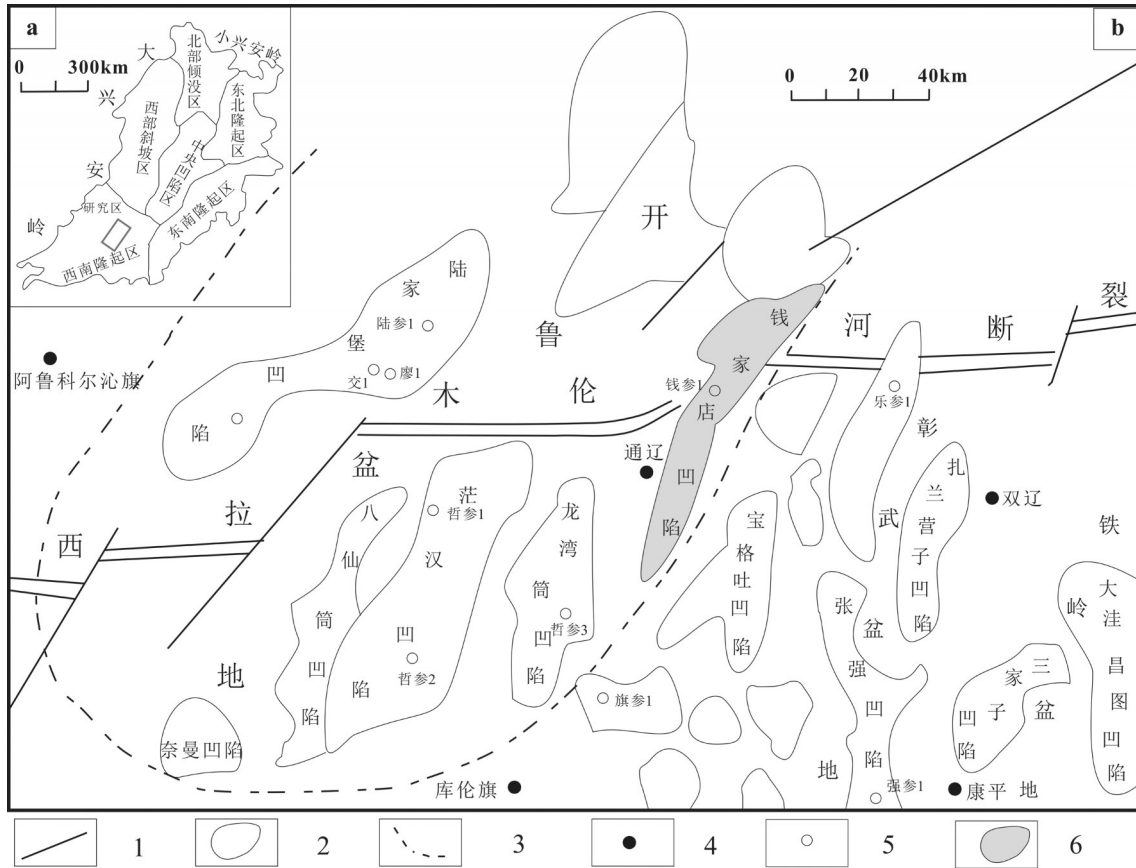 a
0 300km
大兴安岭
小兴安岭
北部倾没区
西部斜坡区
东北隆起区
中央凹陷区
东南隆起区
研究区
西南隆起区
b
0 20 40km
开鲁盆地
西拉木伦河断裂
陆家堡凹陷
陆参1
交1
廖1
钱家店凹陷
钱参1
阿鲁科尔沁旗
通辽
双辽
乐参1
彰武盆地
扎兰营子凹陷
八仙筒凹陷
茫汉凹陷
哲参1
哲参2
龙湾筒凹陷
哲参3
宝格吐凹陷
张强凹陷
强参1
铁岭盆地
大洼昌图凹陷
三家子凹陷
奈曼凹陷
旗参1
库伦旗
康平
1 2 3 4 5 6